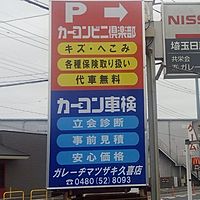 P →
カーコンビニ倶楽部
キズ・へこみ
各種保険取り扱い
代車無料
カーコン車検
立会診断
事前見積
安心価格
ガレーヂマツザキ久喜店
☎0480(52)8093
NISS
埼玉日
共栄会